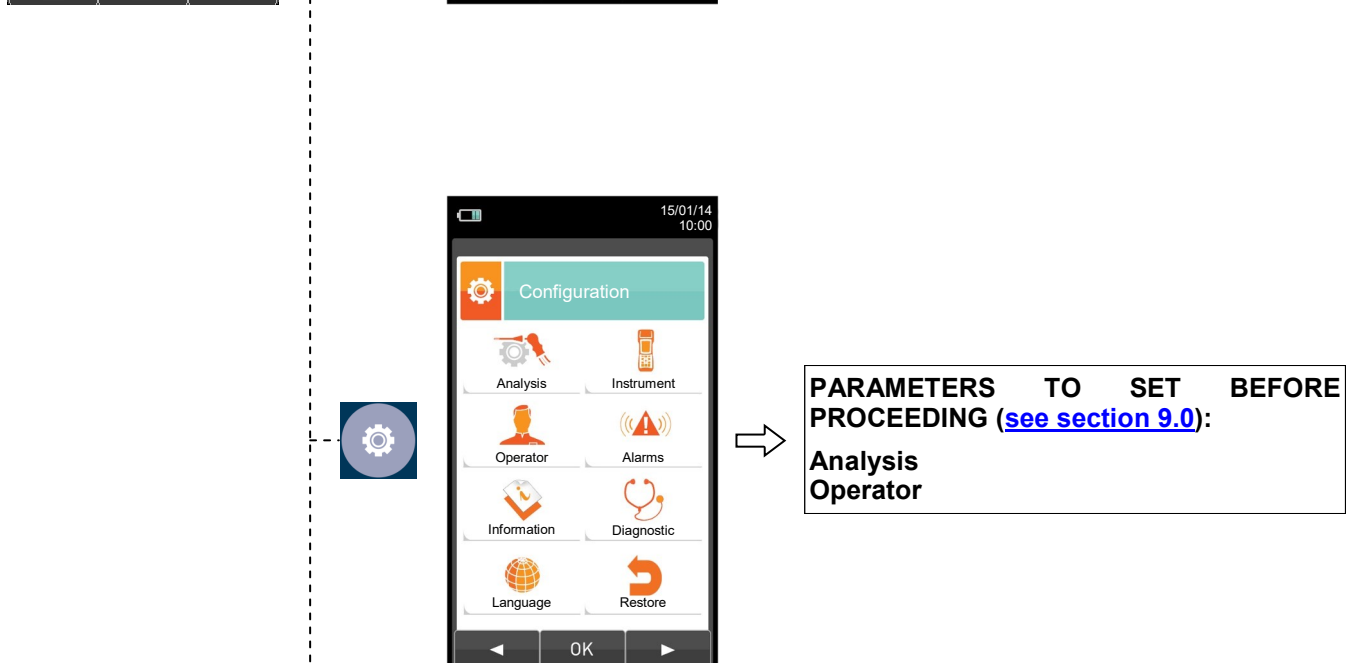 15/01/14
10:00
Configuration
Analysis Instrument
Operator Alarms
Information Diagnostic
Language Restore
◄ OK ►
PARAMETERS TO SET BEFORE
PROCEEDING (see section 9.0):
Analysis
Operator